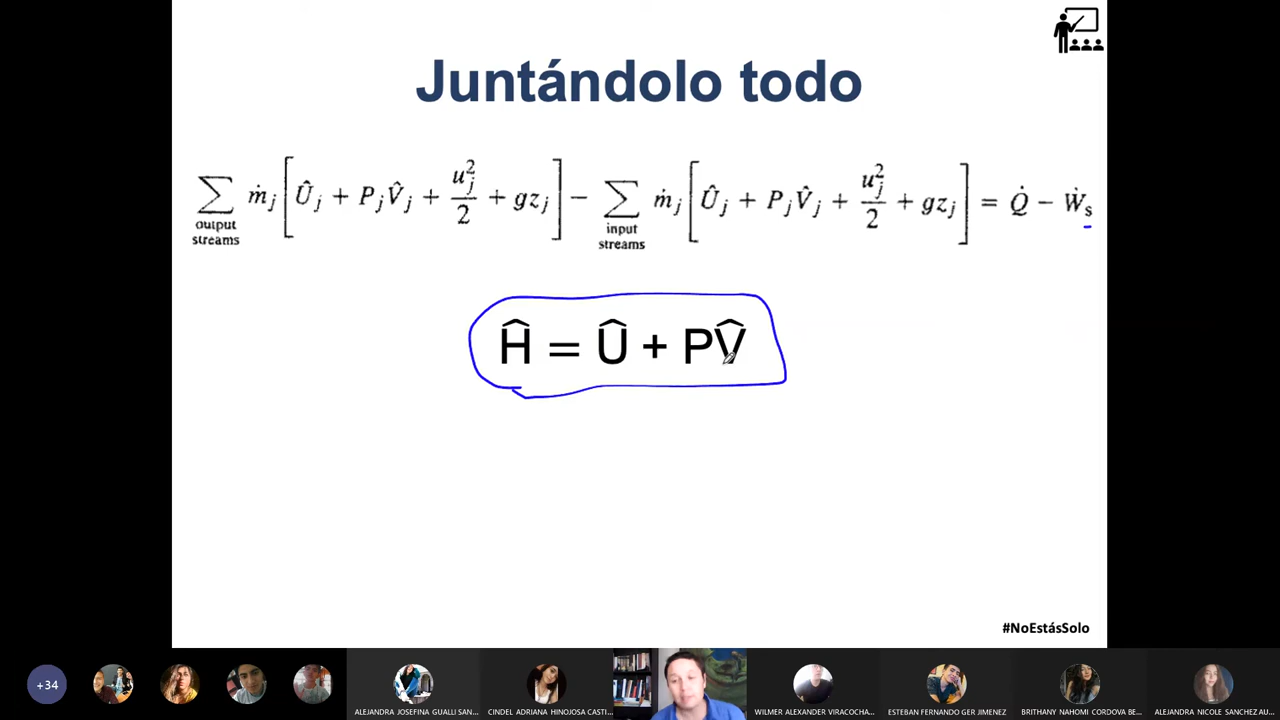 Juntándolo todo
∑ ṁj [Ûj + PjV̂j + uj²/2 + gzj] − ∑ ṁj [Ûj + PjV̂j + uj²/2 + gzj] = Q̇ − Ẇs
output streams input streams
Ĥ = Û + PV̂
#NoEstásSolo
+34
ALEJANDRA JOSEFINA GUALLI SAN...
CINDEL ADRIANA HINOJOSA CASTI...
WILMER ALEXANDER VIRACOCHA...
ESTEBAN FERNANDO GER JIMENEZ
BRITHANY NAHOMI CORDOVA BE...
ALEJANDRA NICOLE SANCHEZ AU...